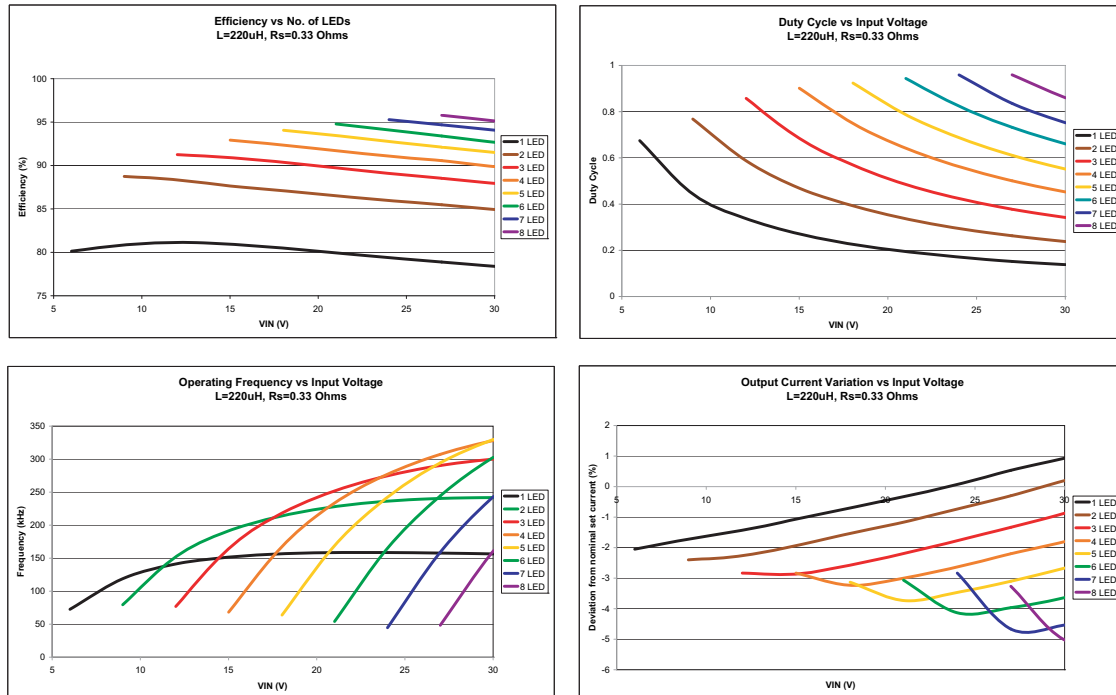 Efficiency vs No. of LEDs
L=220uH, Rs=0.33 Ohms
100
95
90
85
80
75
Efficiency (%)
5
10
15
20
25
30
VIN (V)
1 LED
2 LED
3 LED
4 LED
5 LED
6 LED
7 LED
8 LED
Duty Cycle vs Input Voltage
L=220uH, Rs=0.33 Ohms
1
0.8
0.6
0.4
0.2
0
Duty Cycle
5
10
15
20
25
30
VIN (V)
1 LED
2 LED
3 LED
4 LED
5 LED
6 LED
7 LED
8 LED
Operating Frequency vs Input Voltage
L=220uH, Rs=0.33 Ohms
350
300
250
200
150
100
50
0
Frequency (kHz)
5
10
15
20
25
30
VIN (V)
1 LED
2 LED
3 LED
4 LED
5 LED
6 LED
7 LED
8 LED
Output Current Variation vs Input Voltage
L=220uH, Rs=0.33 Ohms
2
1
0
-1
-2
-3
-4
-5
-6
Deviation from nominal set current (%)
5
10
15
20
25
30
VIN (V)
1 LED
2 LED
3 LED
4 LED
5 LED
6 LED
7 LED
8 LED